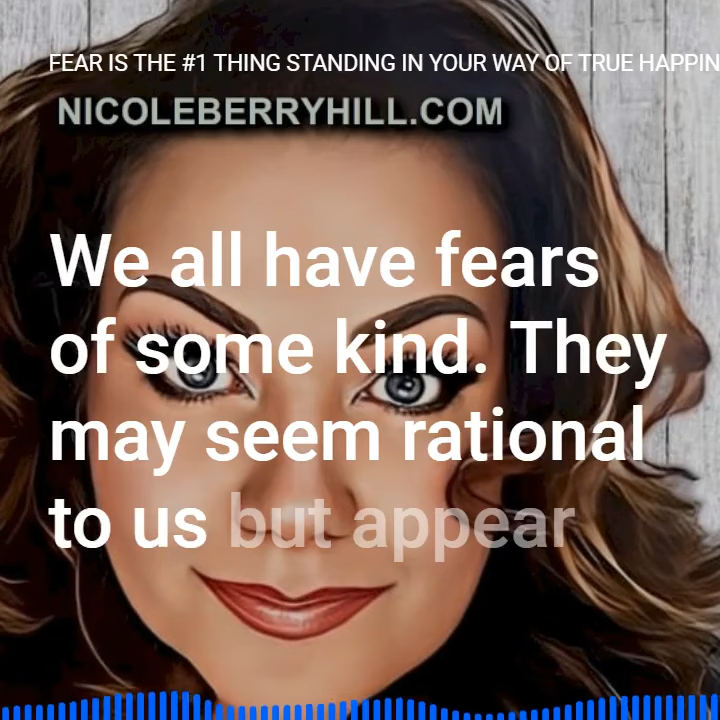 FEAR IS THE #1 THING STANDING IN YOUR WAY OF TRUE HAPPIN
NICOLEBERRYHILL.COM
We all have fears
of some kind. They
may seem rational
to us but appear